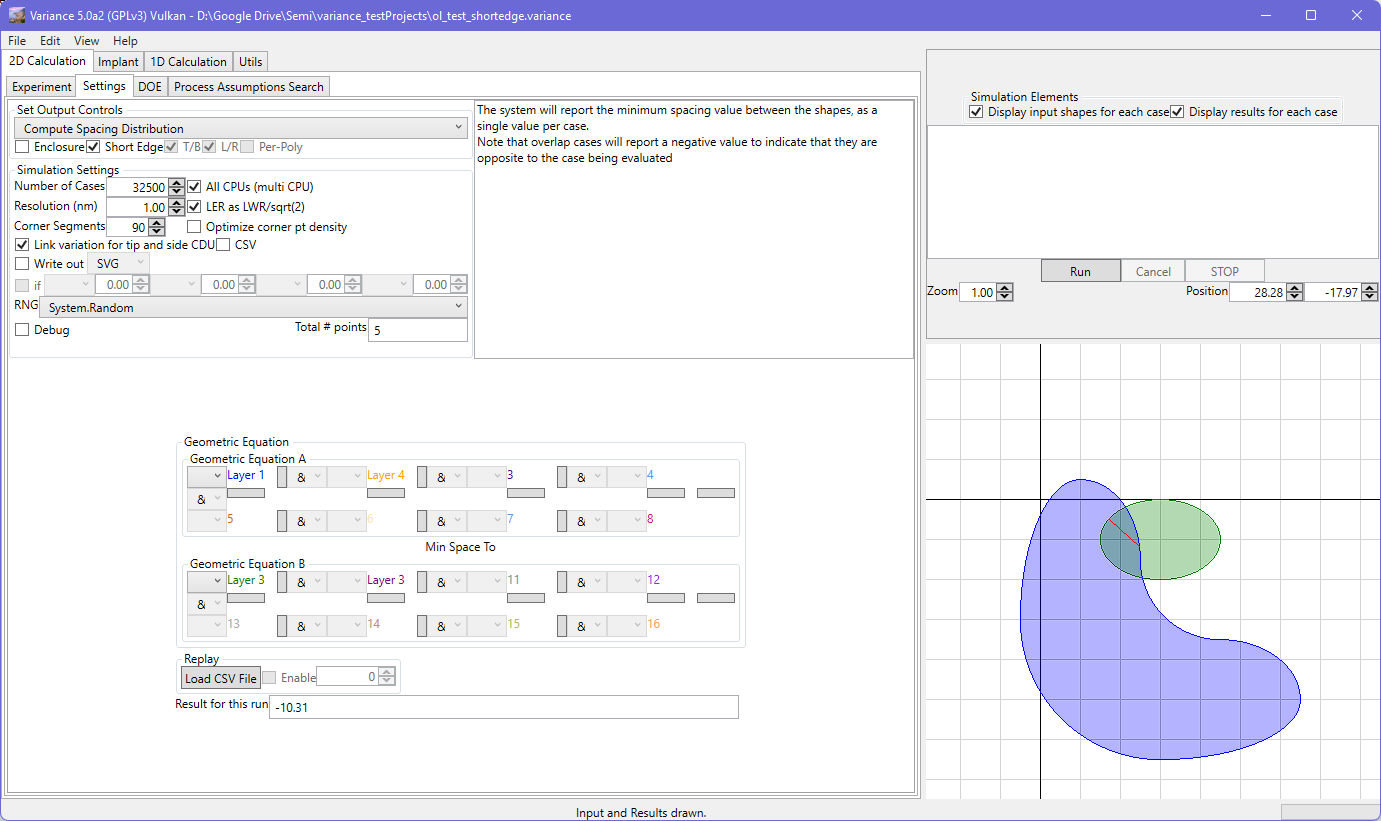 Variance 5.0a2 (GPLv3) Vulkan - D:\Google Drive\Semi\variance_testProjects\ol_test_shortedge.variance
File Edit View Help
2D Calculation Implant 1D Calculation Utils
Experiment Settings DOE Process Assumptions Search
Set Output Controls
Compute Spacing Distribution
Enclosure Short Edge T/B L/R Per-Poly
Simulation Settings
Number of Cases 32500 All CPUs (multi CPU)
Resolution (nm) 1.00 LER as LWR/sqrt(2)
Corner Segments 90 Optimize corner pt density
Link variation for tip and side CDU CSV
Write out SVG
if 0.00 0.00 0.00 0.00
RNG System.Random
Debug Total # points 5
The system will report the minimum spacing value between the shapes, as a
single value per case.
Note that overlap cases will report a negative value to indicate that they are
opposite to the case being evaluated
Geometric Equation
Geometric Equation A
Layer 1 & Layer 4 & 3 & 4
&
5 & 6 & 7 & 8
Min Space To
Geometric Equation B
Layer 3 & Layer 3 & 11 & 12
&
13 & 14 & 15 & 16
Replay
Load CSV File Enable 0
Result for this run -10.31
Simulation Elements
Display input shapes for each case Display results for each case
Run Cancel STOP
Zoom 1.00 Position 28.28 -17.97
Input and Results drawn.